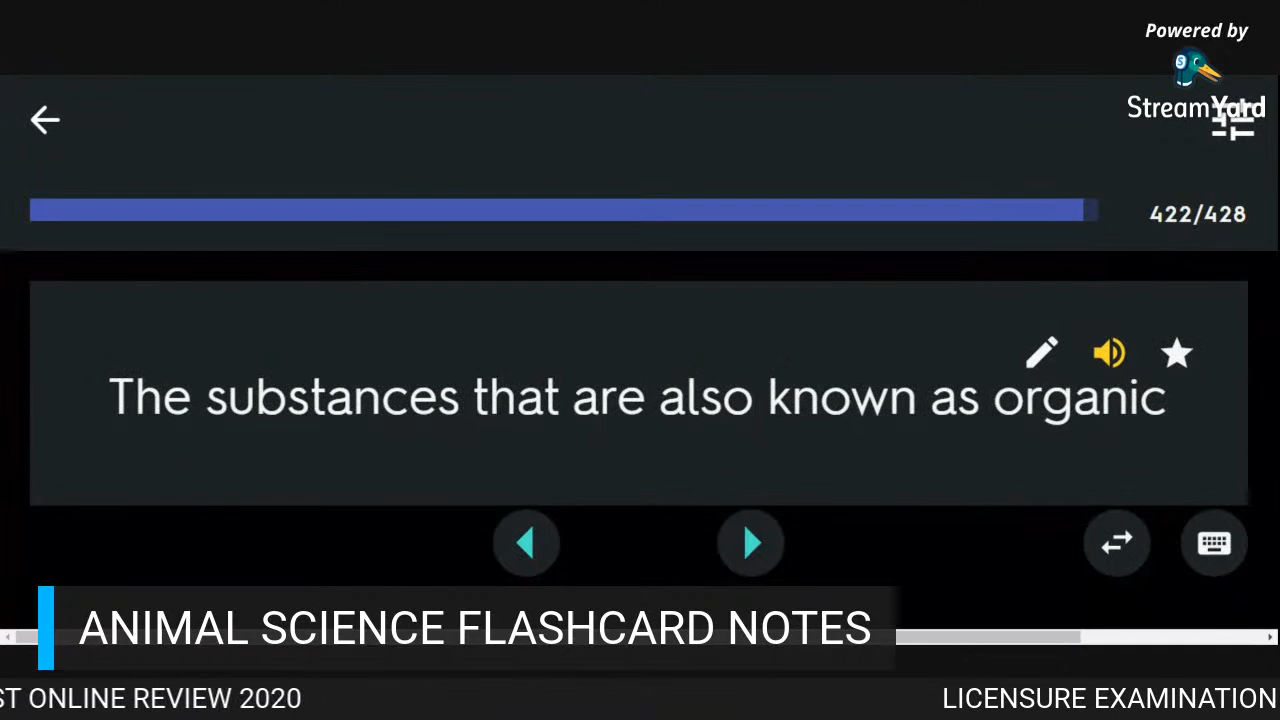 Powered by
StreamYard
422/428
The substances that are also known as organic
ANIMAL SCIENCE FLASHCARD NOTES
ST ONLINE REVIEW 2020
LICENSURE EXAMINATION